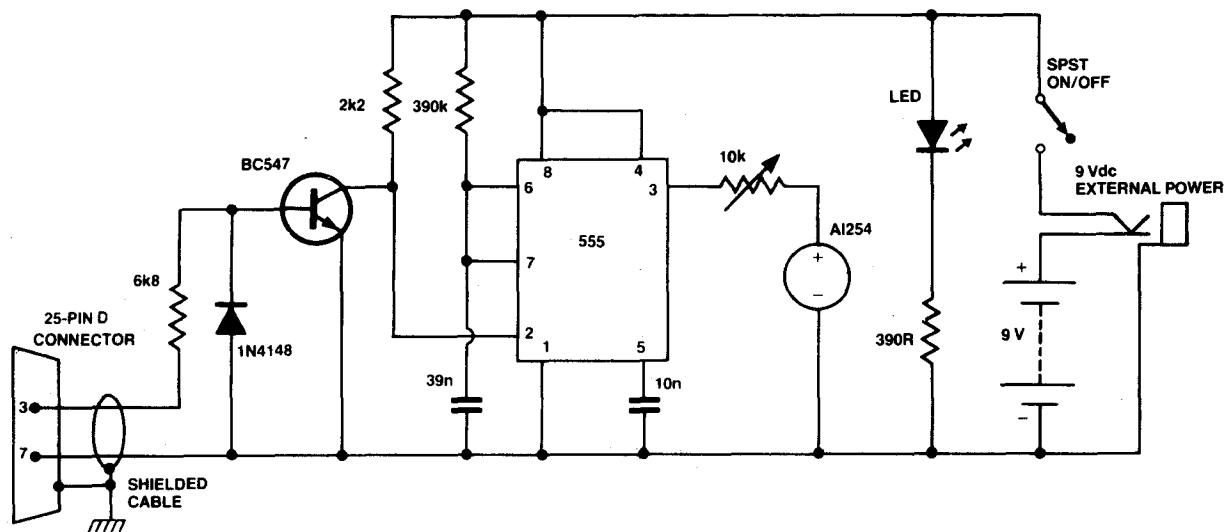 SPST
ON/OFF
LED
2k2
390k
10k
BC547
8
4
3
6
9 Vdc
EXTERNAL POWER
AI254
555
7
6k8
+
+
−
25-PIN D
CONNECTOR
1N4148
2
1
5
390R
9 V
39n
10n
3
−
7
SHIELDED
CABLE